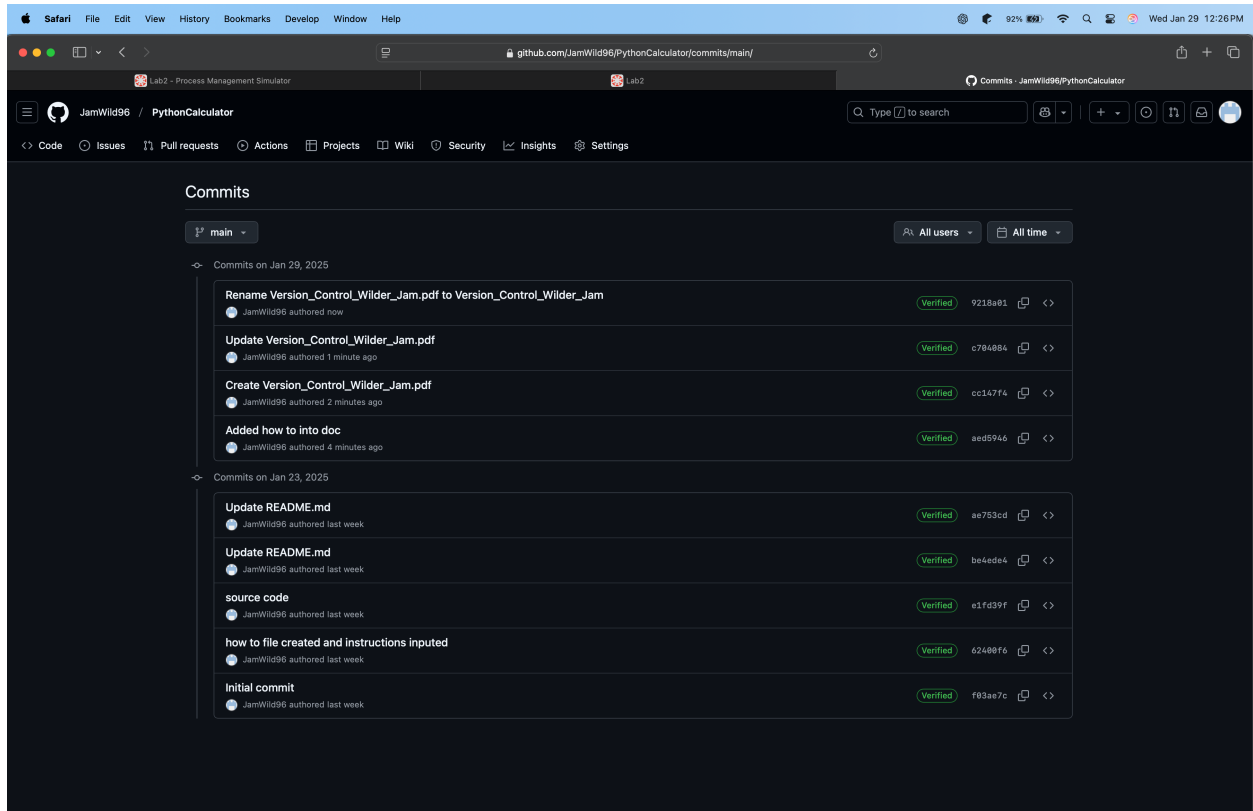 Safari File Edit View History Bookmarks Develop Window Help 92% Wed Jan 29 12:26 PM
github.com/JamWild96/PythonCalculator/commits/main/
Lab2 - Process Management Simulator Lab2 Commits · JamWild96/PythonCalculator
JamWild96 / PythonCalculator Type / to search
Code Issues Pull requests Actions Projects Wiki Security Insights Settings
Commits
main All users All time
Commits on Jan 29, 2025
Rename Version_Control_Wilder_Jam.pdf to Version_Control_Wilder_Jam
JamWild96 authored now
Verified 9218a01
Update Version_Control_Wilder_Jam.pdf
JamWild96 authored 1 minute ago
Verified c704084
Create Version_Control_Wilder_Jam.pdf
JamWild96 authored 2 minutes ago
Verified cc147f4
Added how to into doc
JamWild96 authored 4 minutes ago
Verified aed5946
Commits on Jan 23, 2025
Update README.md
JamWild96 authored last week
Verified ae753cd
Update README.md
JamWild96 authored last week
Verified be4ede4
source code
JamWild96 authored last week
Verified e1fd39f
how to file created and instructions inputed
JamWild96 authored last week
Verified 62400f6
Initial commit
JamWild96 authored last week
Verified f03ae7c